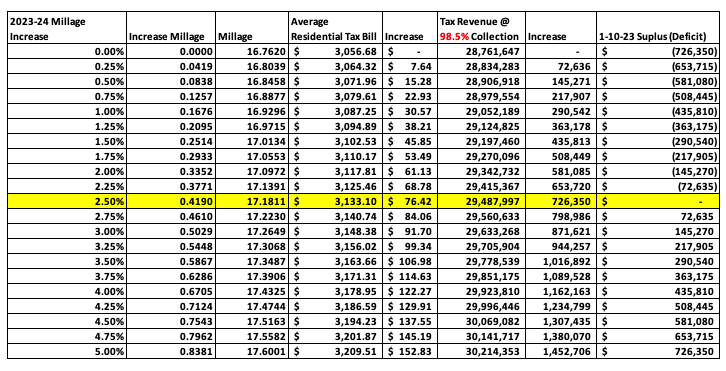 2023-24 Millage Average Tax Revenue @
Increase Increase Millage Millage Residential Tax Bill Increase 98.5% Collection Increase 1-10-23 Suplus (Deficit)
0.00% 0.0000 16.7620 $ 3,056.68 $ - 28,761,647 - $ (726,350)
0.25% 0.0419 16.8039 $ 3,064.32 $ 7.64 28,834,283 72,636 $ (653,715)
0.50% 0.0838 16.8458 $ 3,071.96 $ 15.28 28,906,918 145,271 $ (581,080)
0.75% 0.1257 16.8877 $ 3,079.61 $ 22.93 28,979,554 217,907 $ (508,445)
1.00% 0.1676 16.9296 $ 3,087.25 $ 30.57 29,052,189 290,542 $ (435,810)
1.25% 0.2095 16.9715 $ 3,094.89 $ 38.21 29,124,825 363,178 $ (363,175)
1.50% 0.2514 17.0134 $ 3,102.53 $ 45.85 29,197,460 435,813 $ (290,540)
1.75% 0.2933 17.0553 $ 3,110.17 $ 53.49 29,270,096 508,449 $ (217,905)
2.00% 0.3352 17.0972 $ 3,117.81 $ 61.13 29,342,732 581,085 $ (145,270)
2.25% 0.3771 17.1391 $ 3,125.46 $ 68.78 29,415,367 653,720 $ (72,635)
2.50% 0.4190 17.1811 $ 3,133.10 $ 76.42 29,487,997 726,350 $ -
2.75% 0.4610 17.2230 $ 3,140.74 $ 84.06 29,560,633 798,986 $ 72,635
3.00% 0.5029 17.2649 $ 3,148.38 $ 91.70 29,633,268 871,621 $ 145,270
3.25% 0.5448 17.3068 $ 3,156.02 $ 99.34 29,705,904 944,257 $ 217,905
3.50% 0.5867 17.3487 $ 3,163.66 $ 106.98 29,778,539 1,016,892 $ 290,540
3.75% 0.6286 17.3906 $ 3,171.31 $ 114.63 29,851,175 1,089,528 $ 363,175
4.00% 0.6705 17.4325 $ 3,178.95 $ 122.27 29,923,810 1,162,163 $ 435,810
4.25% 0.7124 17.4744 $ 3,186.59 $ 129.91 29,996,446 1,234,799 $ 508,445
4.50% 0.7543 17.5163 $ 3,194.23 $ 137.55 30,069,082 1,307,435 $ 581,080
4.75% 0.7962 17.5582 $ 3,201.87 $ 145.19 30,141,717 1,380,070 $ 653,715
5.00% 0.8381 17.6001 $ 3,209.51 $ 152.83 30,214,353 1,452,706 $ 726,350